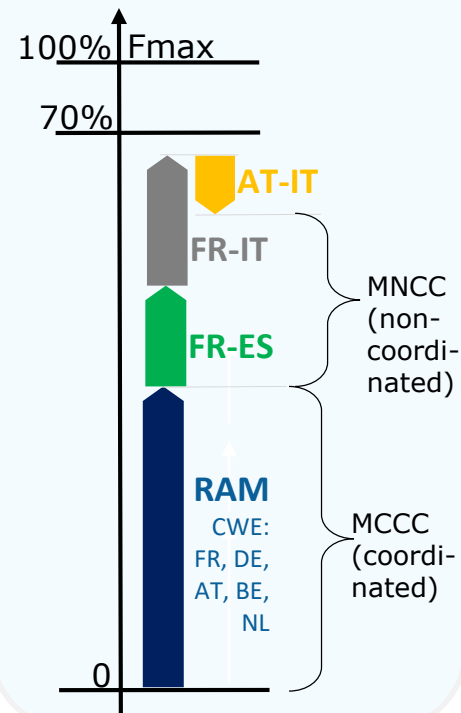 100% Fmax
70%
AT-IT
FR-IT
MNCC
(non-
coordi-
nated)
FR-ES
RAM
CWE:
FR, DE,
AT, BE,
NL
MCCC
(coordi-
nated)
0